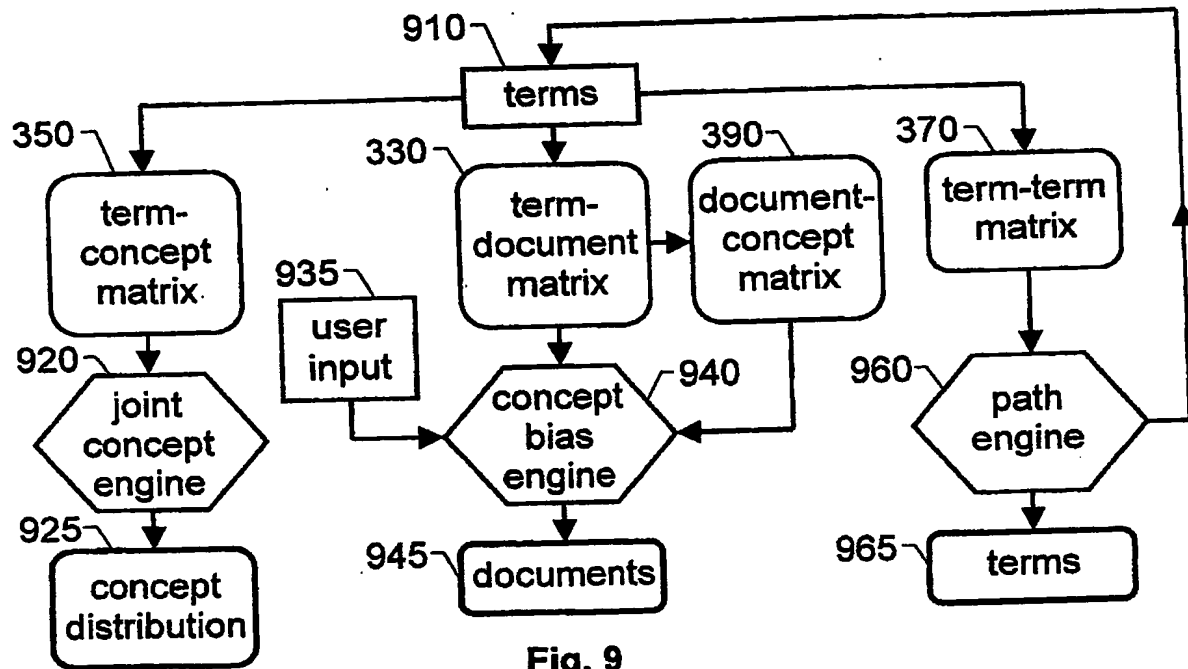 910
terms
350
term-
concept
matrix
330
term-
document
matrix
390
document-
concept
matrix
370
term-term
matrix
935
user
input
920
joint
concept
engine
940
concept
bias
engine
960
path
engine
925
concept
distribution
945
documents
965
terms
Fig. 9